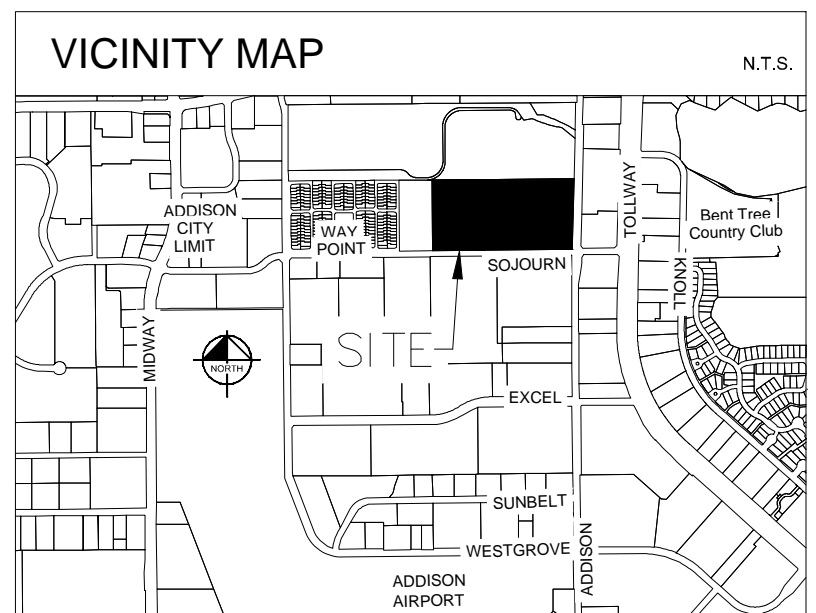 VICINITY MAP
N.T.S.
ADDISON
CITY
LIMIT
WAY
POINT
TOLLWAY
Bent Tree
Country Club
SOJOURN
KNOLL
MIDWAY
SITE
NORTH
EXCEL
SUNBELT
WESTGROVE
ADDISON
ADDISON
AIRPORT